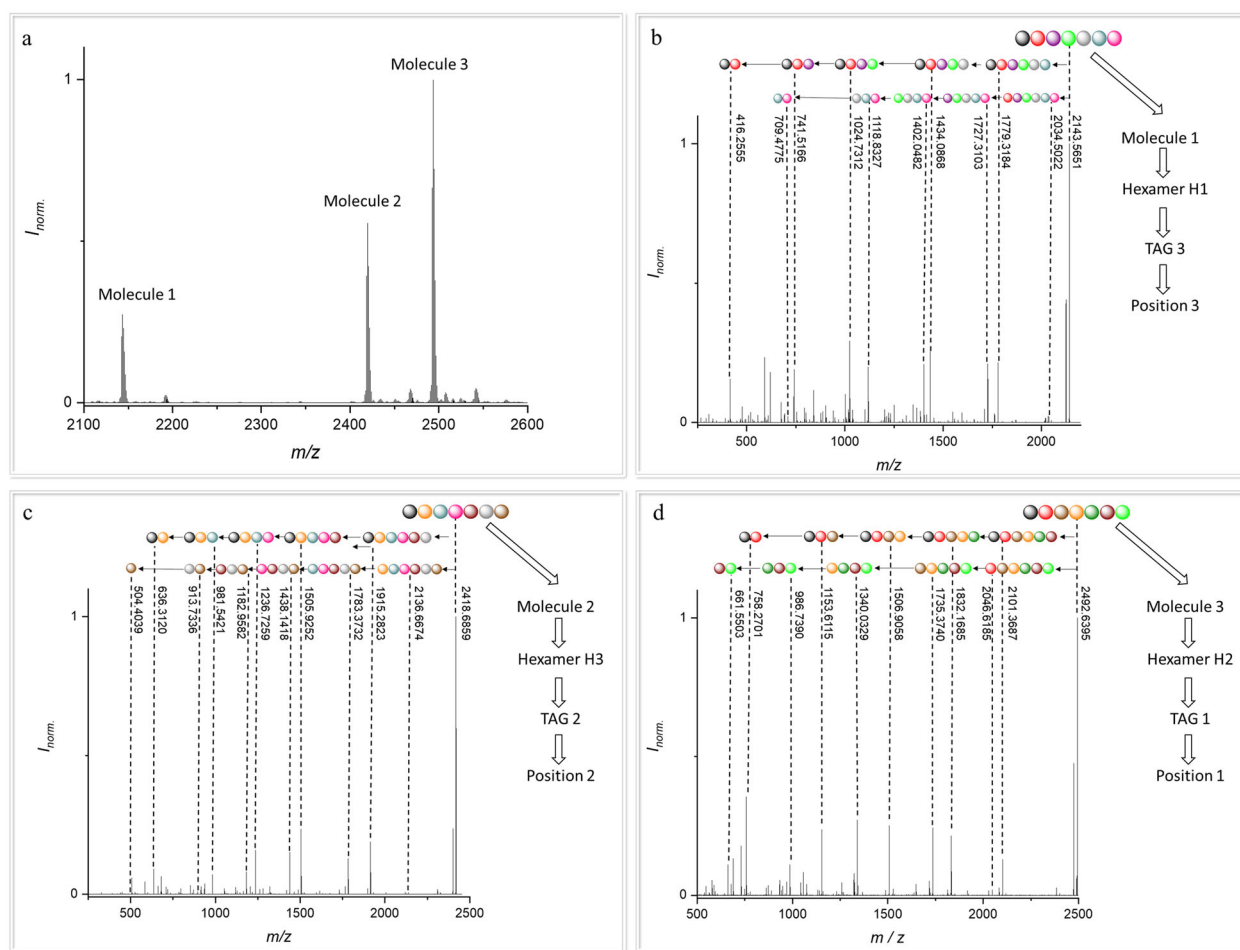 a
Molecule 3
Molecule 2
Molecule 1
1
0
I norm.
2100 2200 2300 2400 2500 2600
m/z
b
416.2555
709.4775
741.5166
1024.7312
1118.8327
1402.0482
1434.0868
1727.3103
1779.3184
2034.5022
2143.5651
1
0
I norm.
500 1000 1500 2000
m/z
Molecule 1
Hexamer H1
TAG 3
Position 3
c
504.4039
636.3120
913.7336
981.5421
1182.9582
1236.7259
1438.1418
1505.9252
1783.3732
1915.2823
2136.6674
2418.6859
1
0
I norm.
500 1000 1500 2000 2500
m/z
Molecule 2
Hexamer H3
TAG 2
Position 2
d
661.5503
758.2701
986.7390
1153.6115
1340.0329
1506.9058
1735.3740
1832.1685
2046.6185
2101.3687
2492.6395
1
0
I norm.
500 1000 1500 2000 2500
m / z
Molecule 3
Hexamer H2
TAG 1
Position 1